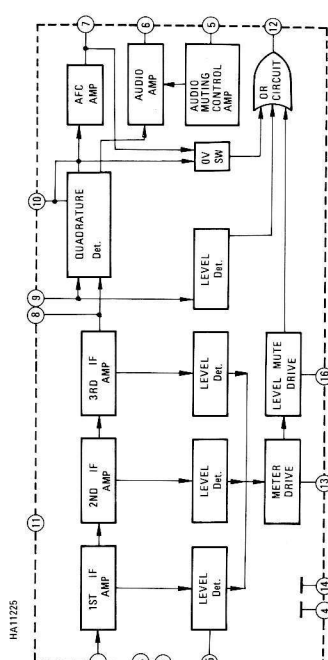 HA11225
11
8
9
10
7
6
5
12
1ST IF
AMP
2ND IF
AMP
3RD IF
AMP
QUADRATURE
Det.
AFC
AMP
AUDIO
AMP
AUDIO
MUTING
CONTROL
AMP
0V
SW
OR
CIRCUIT
LEVEL
Det.
LEVEL
Det.
LEVEL
Det.
LEVEL
Det.
METER
DRIVE
LEVEL MUTE
DRIVE
4
14
13
16